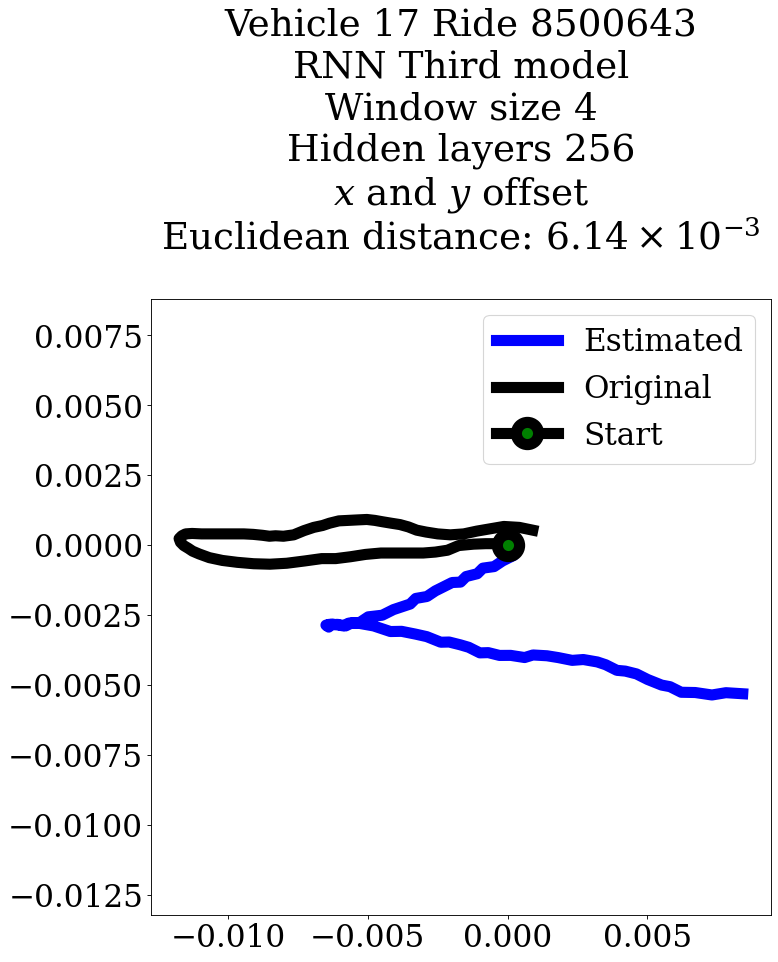 Vehicle 17 Ride 8500643
RNN Third model
Window size 4
Hidden layers 256
x and y offset
Euclidean distance: 6.14 × 10⁻³
Estimated
Original
Start
0.0075
0.0050
0.0025
0.0000
−0.0025
−0.0050
−0.0075
−0.0100
−0.0125
−0.010 −0.005 0.000 0.005